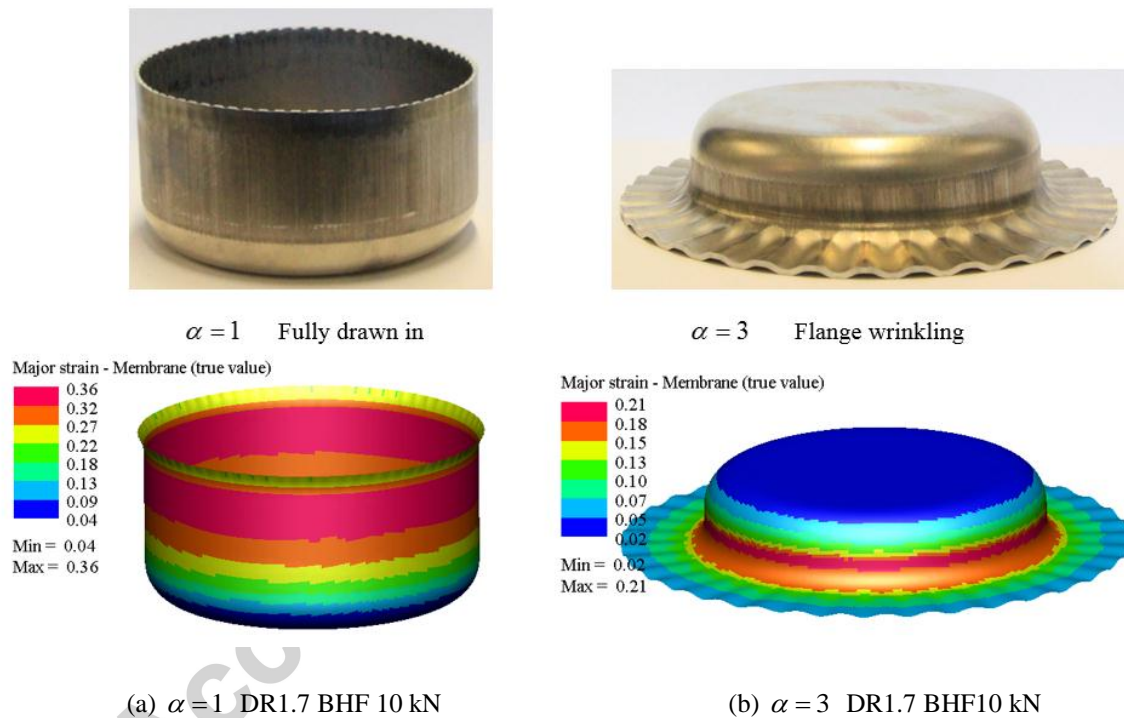 α = 1 Fully drawn in
α = 3 Flange wrinkling
Major strain - Membrane (true value)
0.36
0.32
0.27
0.22
0.18
0.13
0.09
0.04
Min = 0.04
Max = 0.36
Major strain - Membrane (true value)
0.21
0.18
0.15
0.13
0.10
0.07
0.05
0.02
Min = 0.02
Max = 0.21
(a) α = 1 DR1.7 BHF 10 kN
(b) α = 3 DR1.7 BHF10 kN